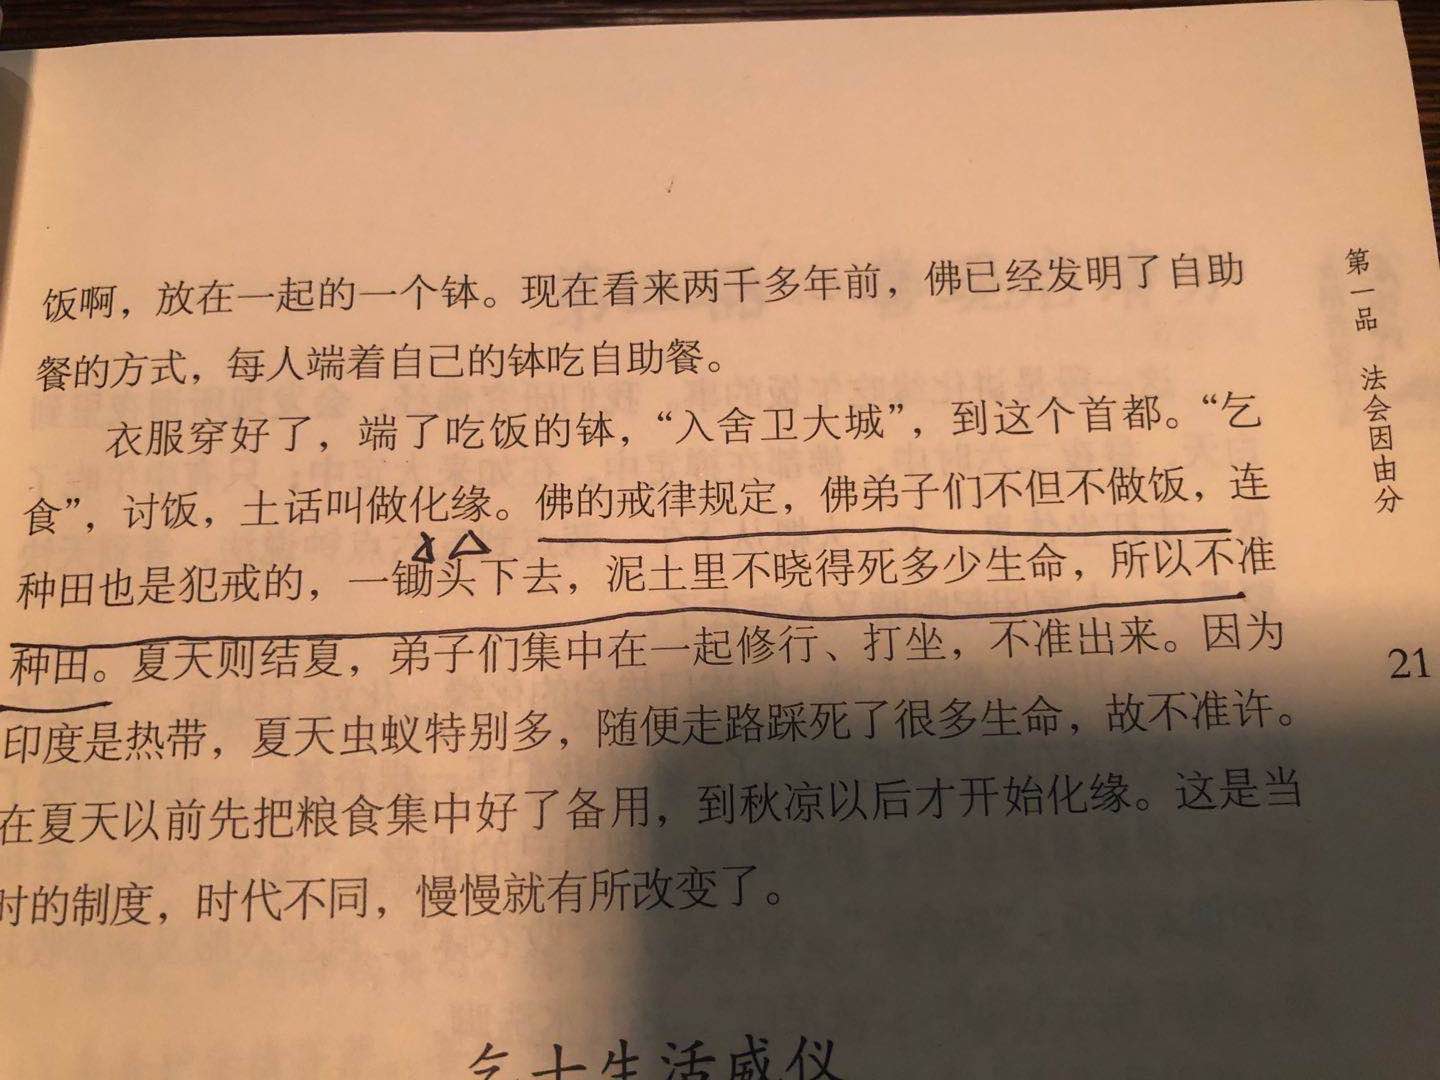 饭啊，放在一起的一个钵。现在看来两千多年前，佛已经发明了自助
餐的方式，每人端着自己的钵吃自助餐。
衣服穿好了，端了吃饭的钵，“入舍卫大城”，到这个首都。“乞
食”，讨饭，土话叫做化缘。佛的戒律规定，佛弟子们不但不做饭，连
种田也是犯戒的，一锄头下去，泥土里不晓得死多少生命，所以不准
种田。夏天则结夏，弟子们集中在一起修行、打坐，不准出来。因为
印度是热带，夏天虫蚁特别多，随便走路踩死了很多生命，故不准许。
在夏天以前先把粮食集中好了备用，到秋凉以后才开始化缘。这是当
时的制度，时代不同，慢慢就有所改变了。
乞士生活威仪
第一品 法会因由分
21